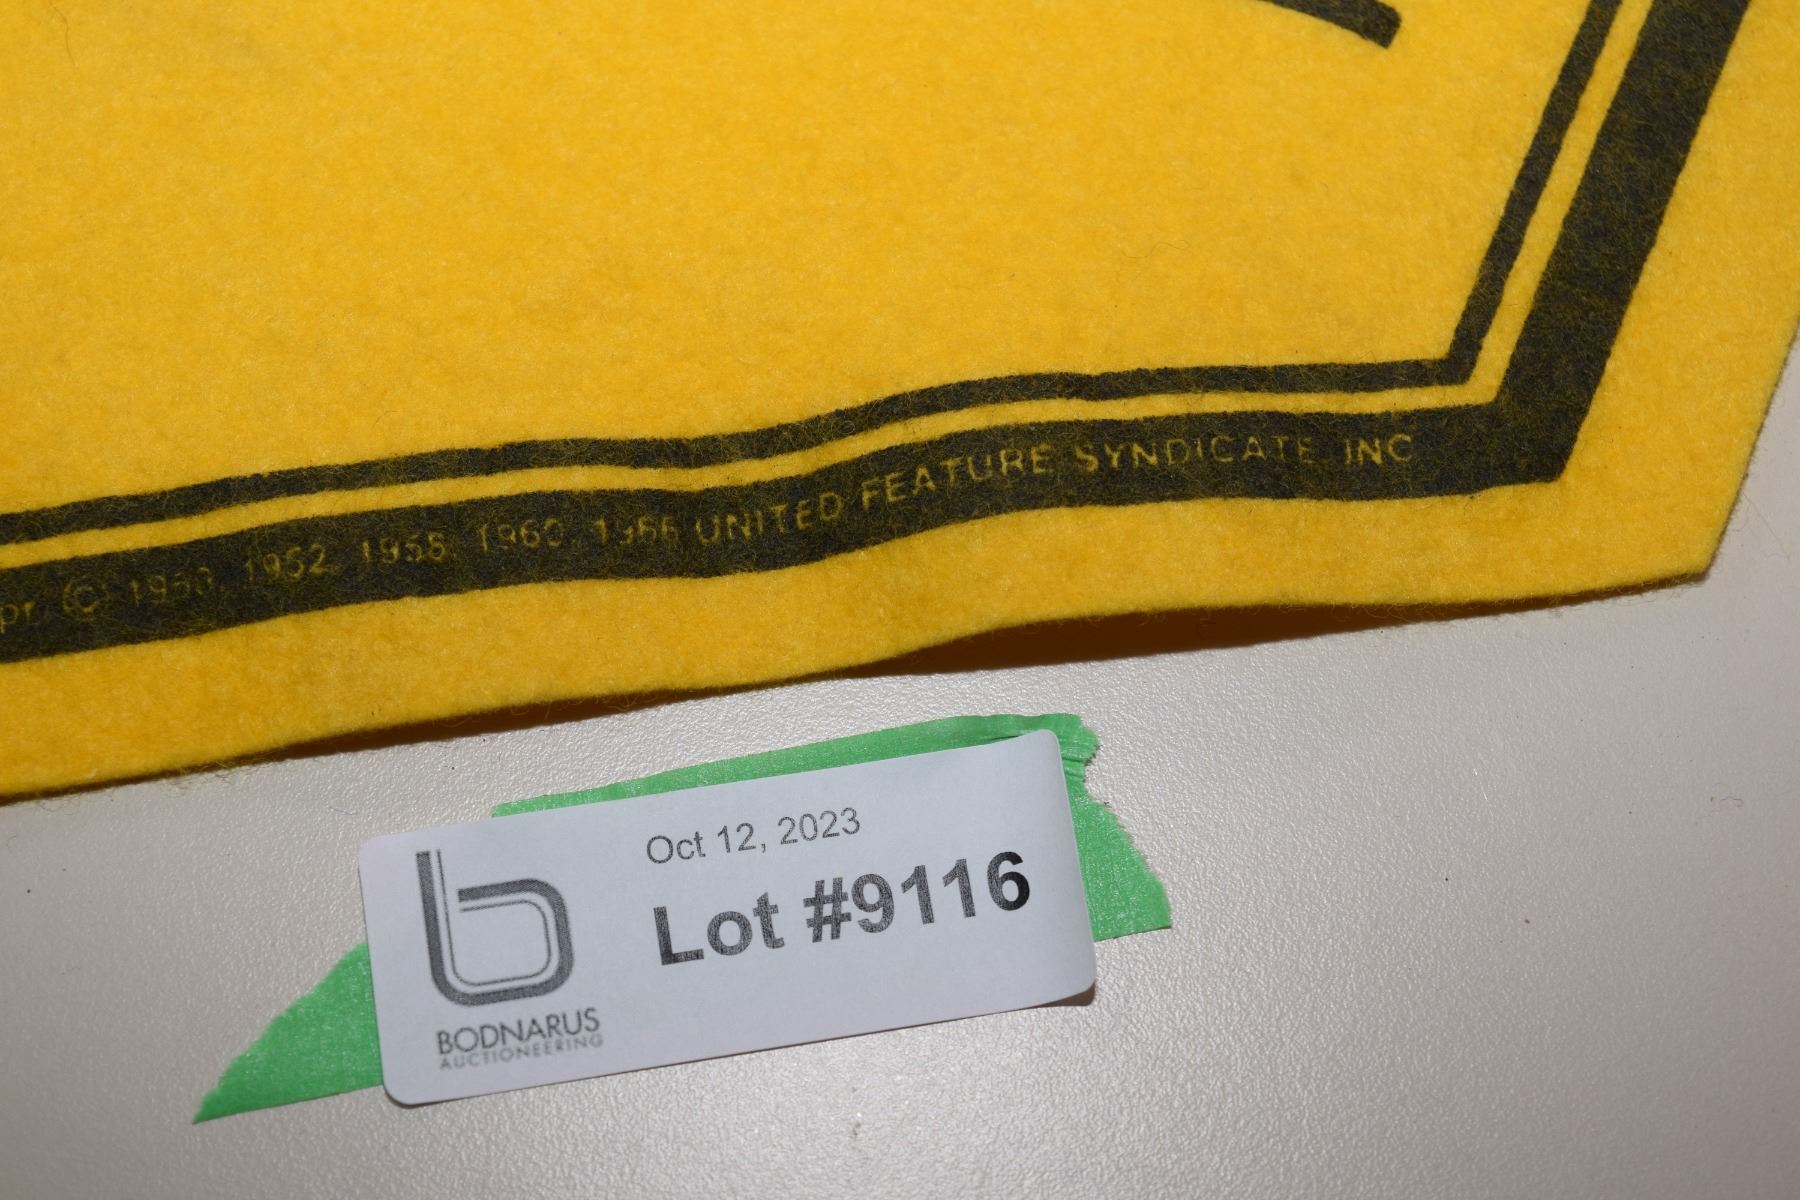 pr. © 1950, 1952, 1958, 1960, 1966 UNITED FEATURE SYNDICATE INC
Oct 12, 2023
Lot #9116
b
BODNARUS
AUCTIONEERING